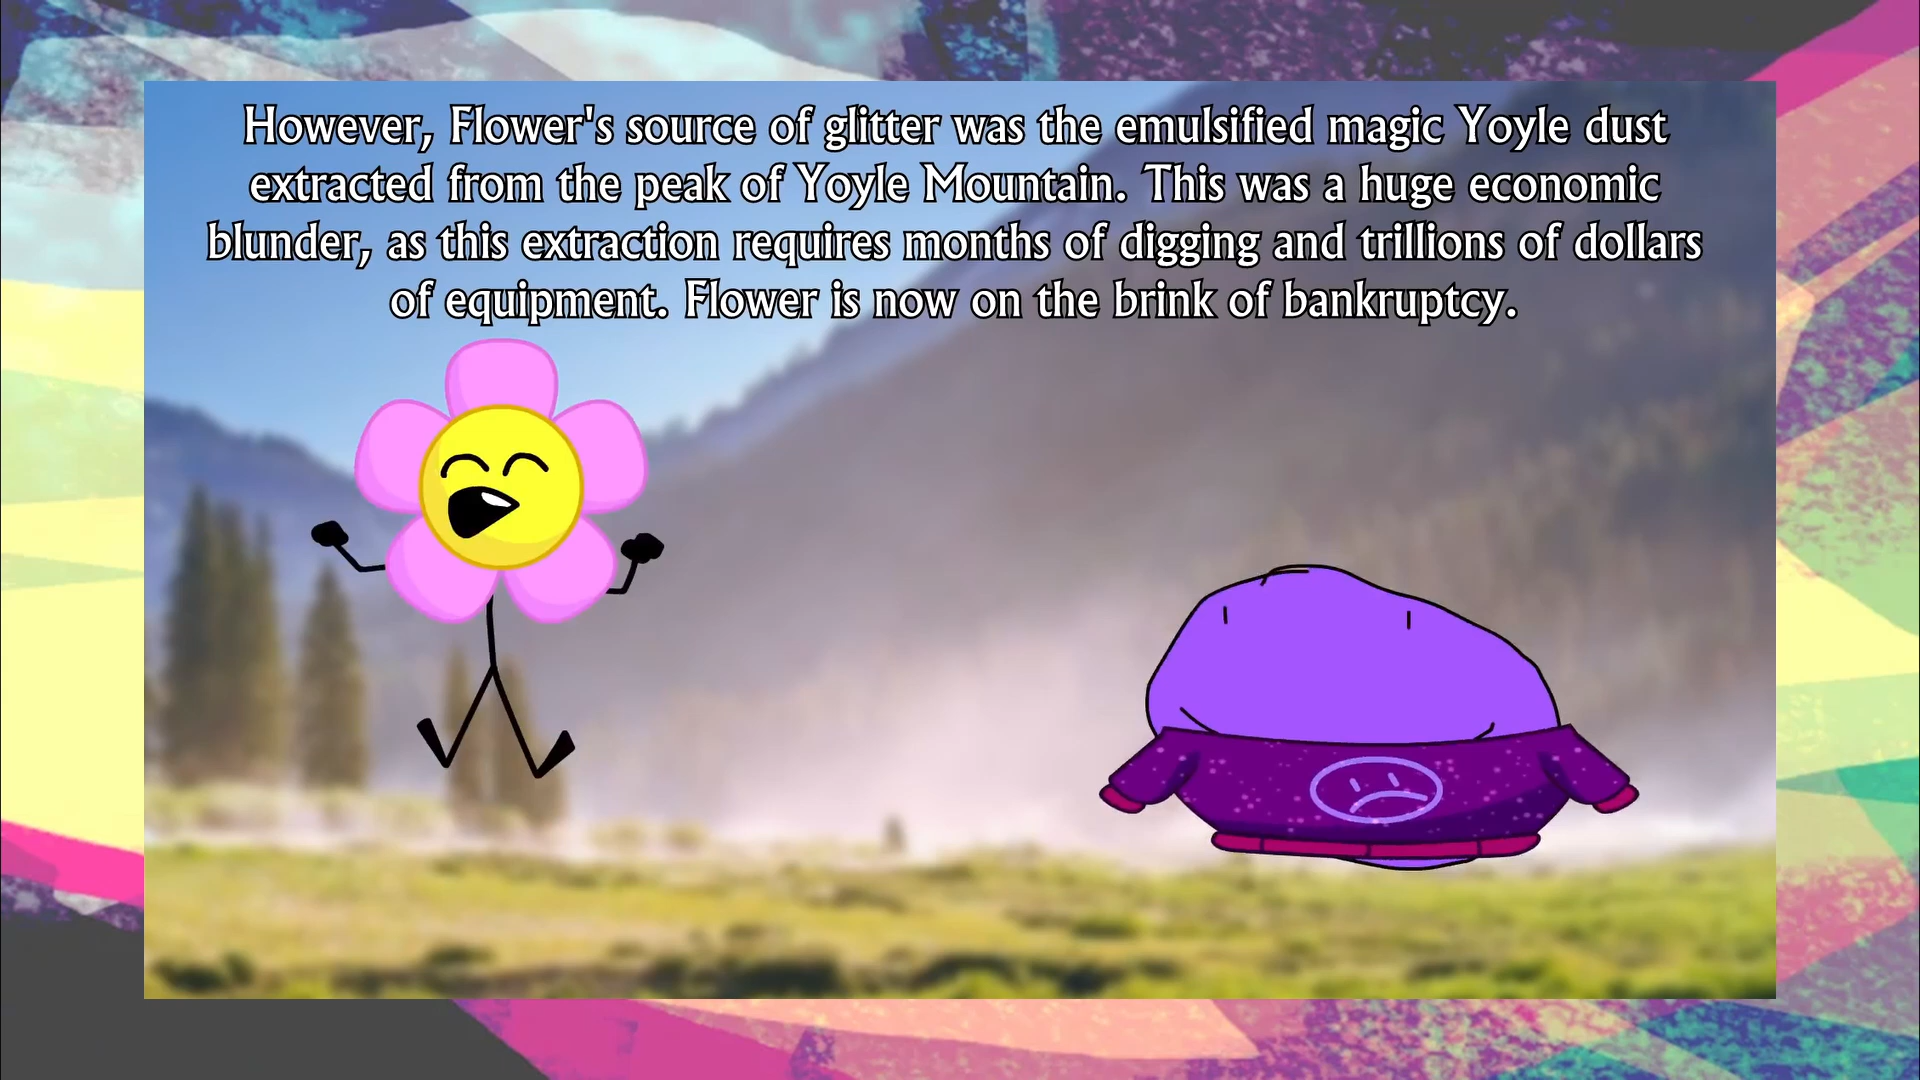 However, Flower's source of glitter was the emulsified magic Yoyle dust
extracted from the peak of Yoyle Mountain. This was a huge economic
blunder, as this extraction requires months of digging and trillions of dollars
of equipment. Flower is now on the brink of bankruptcy.